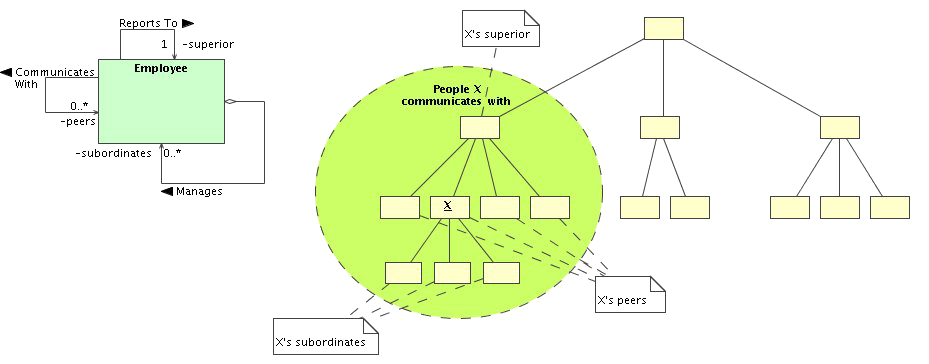 Reports To
1
-superior
Communicates
With
0..*
-peers
Employee
-subordinates
0..*
Manages
X's superior
People X
communicates with
X
X's peers
X's subordinates